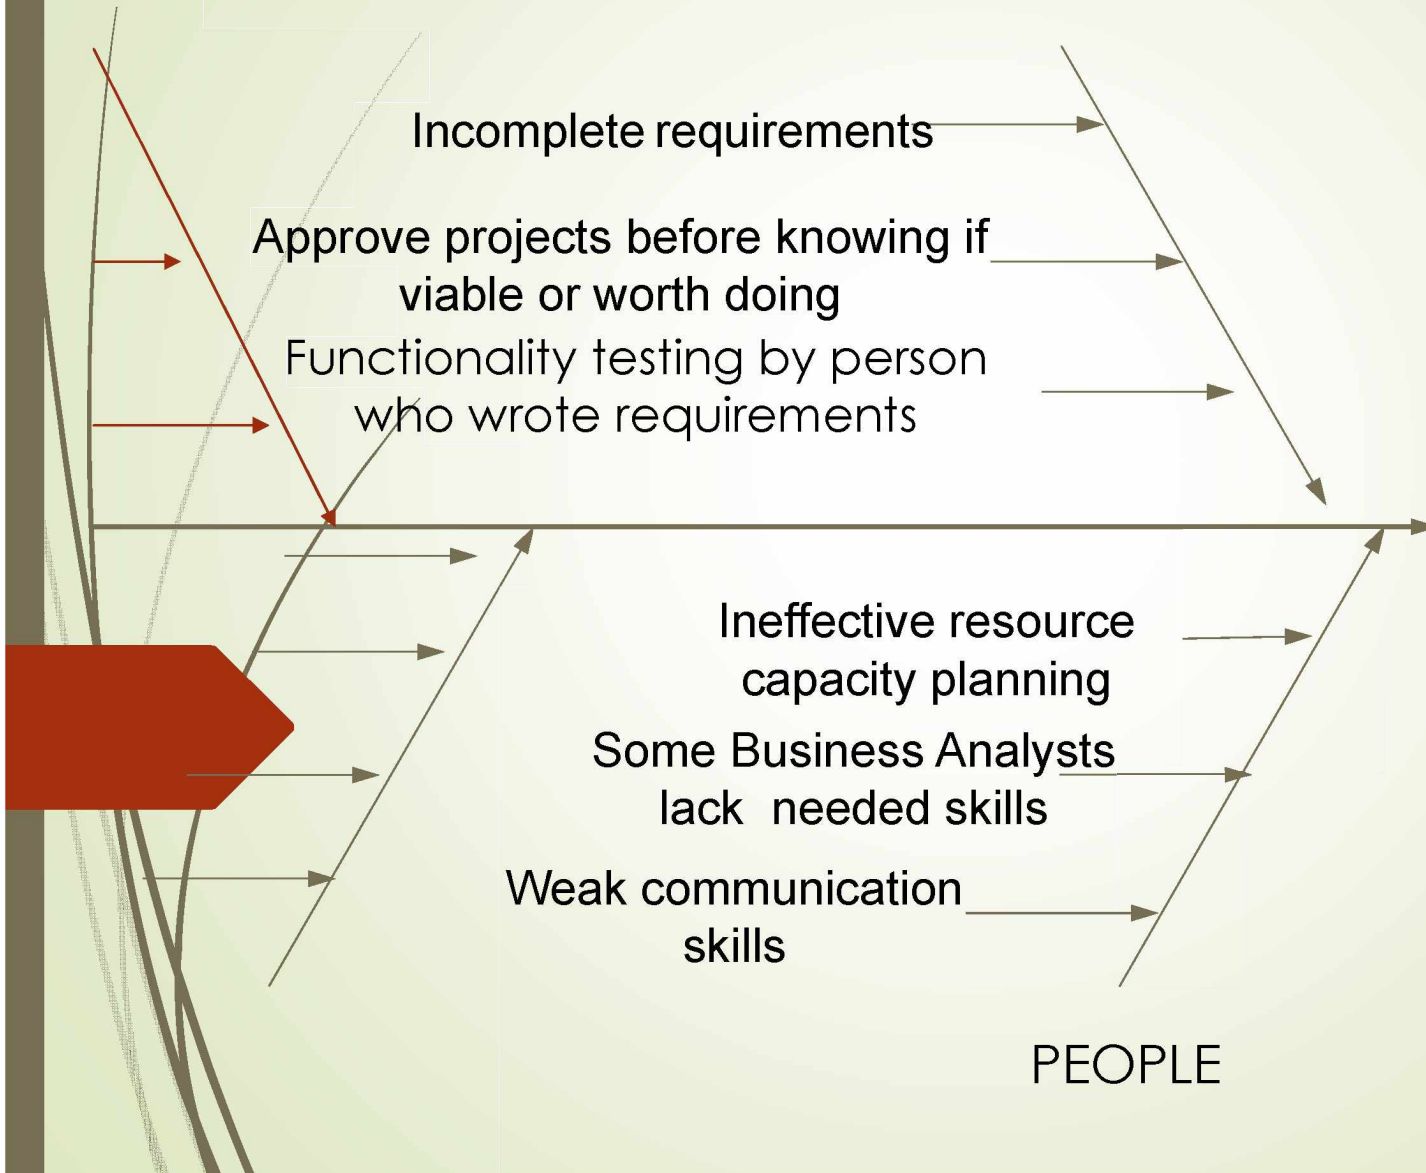 Incomplete requirements
Approve projects before knowing if
viable or worth doing
Functionality testing by person
who wrote requirements
Ineffective resource
capacity planning
Some Business Analysts
lack needed skills
Weak communication
skills
PEOPLE